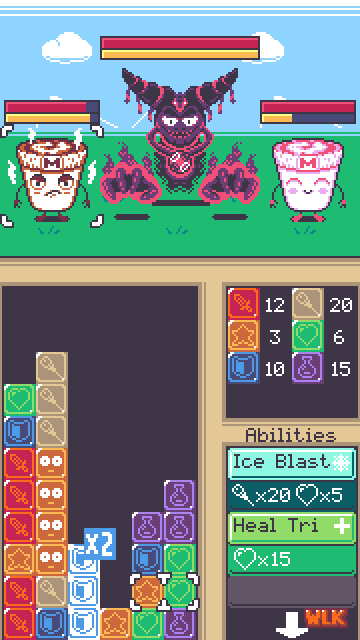 M
M
12 20
3 6
10 15
Abilities
Ice Blast
x20 x5
Heal Tri
x15
X2
WLK